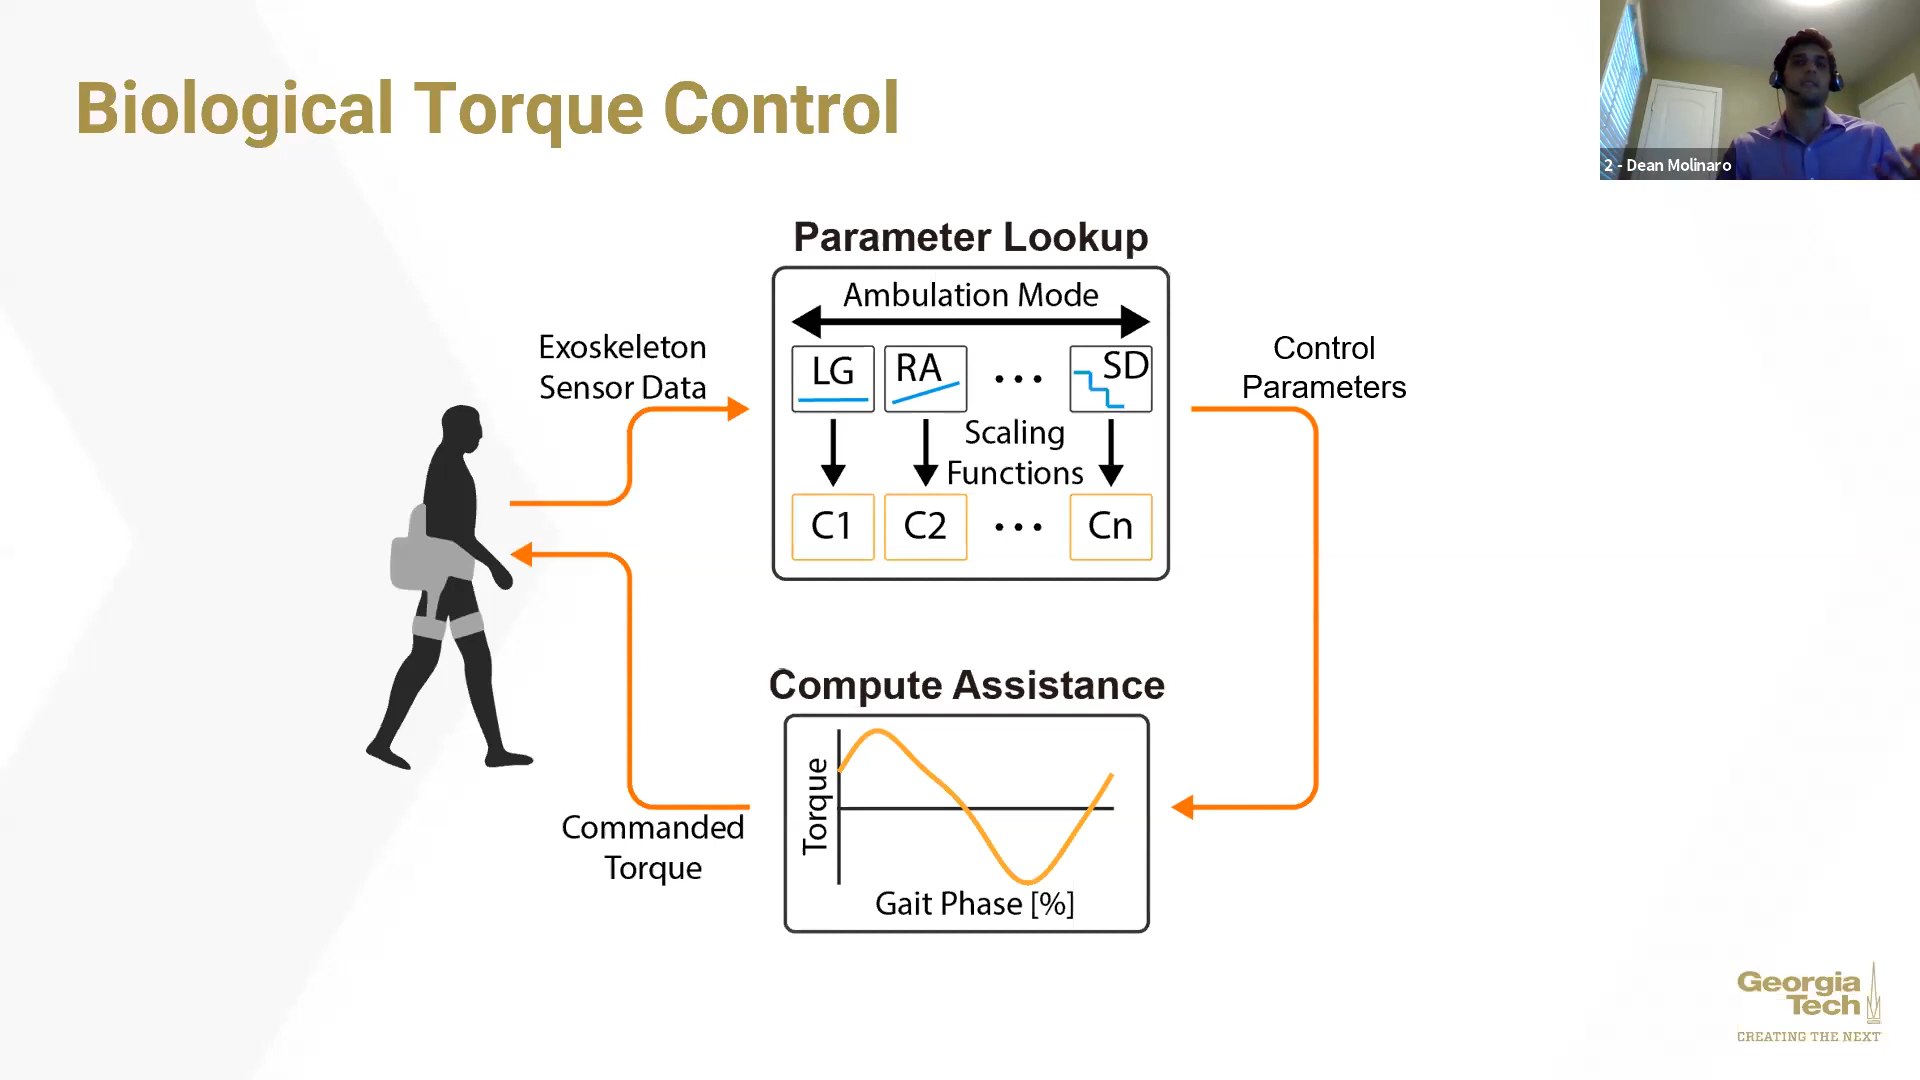 Biological Torque Control
2 - Dean Molinaro
Parameter Lookup
Ambulation Mode
LG
RA
...
SD
Scaling
Functions
C1
C2
...
Cn
Exoskeleton
Sensor Data
Control
Parameters
Compute Assistance
Torque
Gait Phase [%]
Commanded
Torque
Georgia
Tech
CREATING THE NEXT